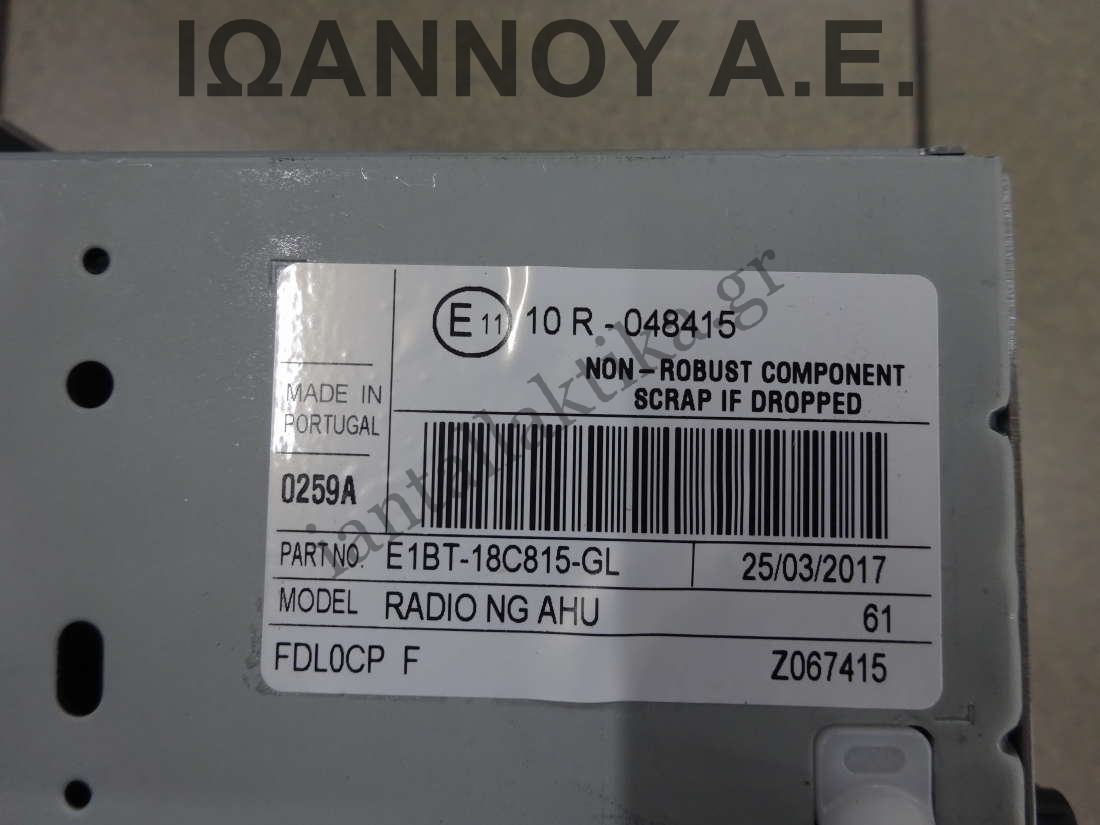 ΙΩΑΝΝΟΥ Α.Ε.
E 11 10 R - 048415
NON-ROBUST COMPONENT
SCRAP IF DROPPED
MADE IN
PORTUGAL
0259A
PART NO. E1BT-18C815-GL 25/03/2017
MODEL RADIO NG AHU 61
FDL0CP F Z067415
iantallaktika.gr